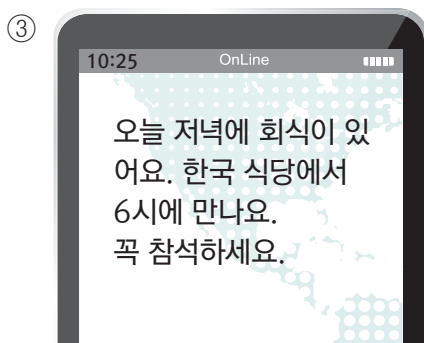 ③
10:25 OnLine
오늘 저녁에 회식이 있
어요. 한국 식당에서
6시에 만나요.
꼭 참석하세요.